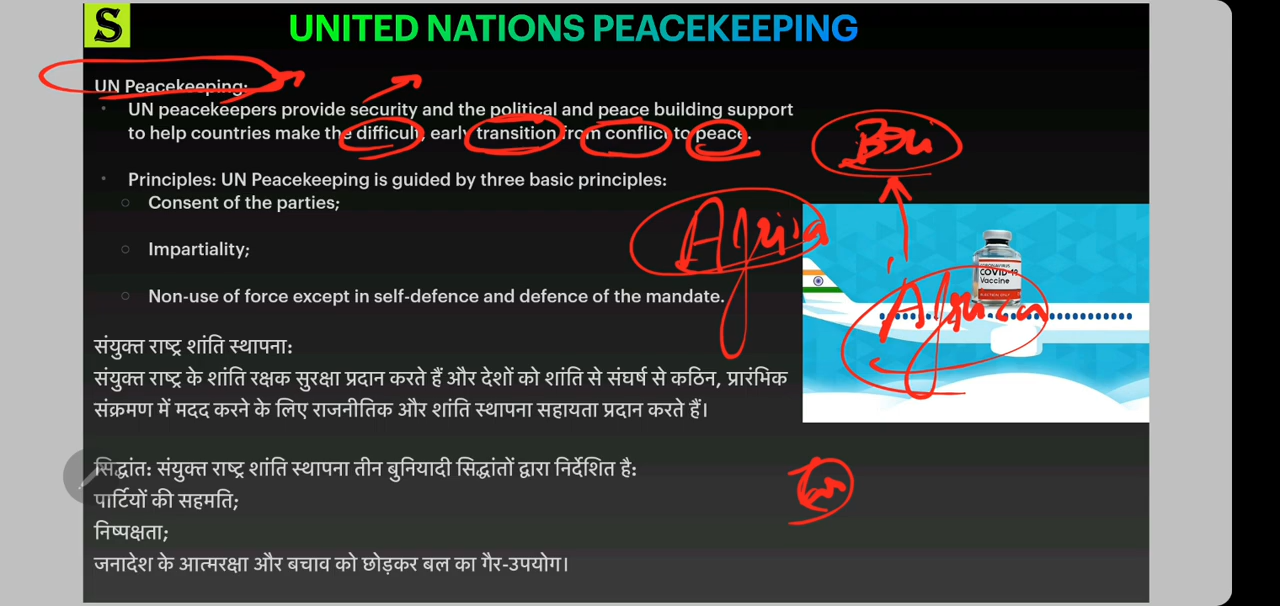 S
UNITED NATIONS PEACEKEEPING
UN Peacekeeping:
UN peacekeepers provide security and the political and peace building support
to help countries make the difficult, early transition from conflict to peace.
Principles: UN Peacekeeping is guided by three basic principles:
Consent of the parties;
Impartiality;
Non-use of force except in self-defence and defence of the mandate.
Africa
CORONAVIRUS
COVID-19
Vaccine
African
संयुक्त राष्ट्र शांति स्थापना:
संयुक्त राष्ट्र के शांति रक्षक सुरक्षा प्रदान करते हैं और देशों को शांति से संघर्ष से कठिन, प्रारंभिक
संक्रमण में मदद करने के लिए राजनीतिक और शांति स्थापना सहायता प्रदान करते हैं।
सिद्धांत: संयुक्त राष्ट्र शांति स्थापना तीन बुनियादी सिद्धांतों द्वारा निर्देशित है:
पार्टियों की सहमति;
निष्पक्षता;
जनादेश के आत्मरक्षा और बचाव को छोड़कर बल का गैर-उपयोग।